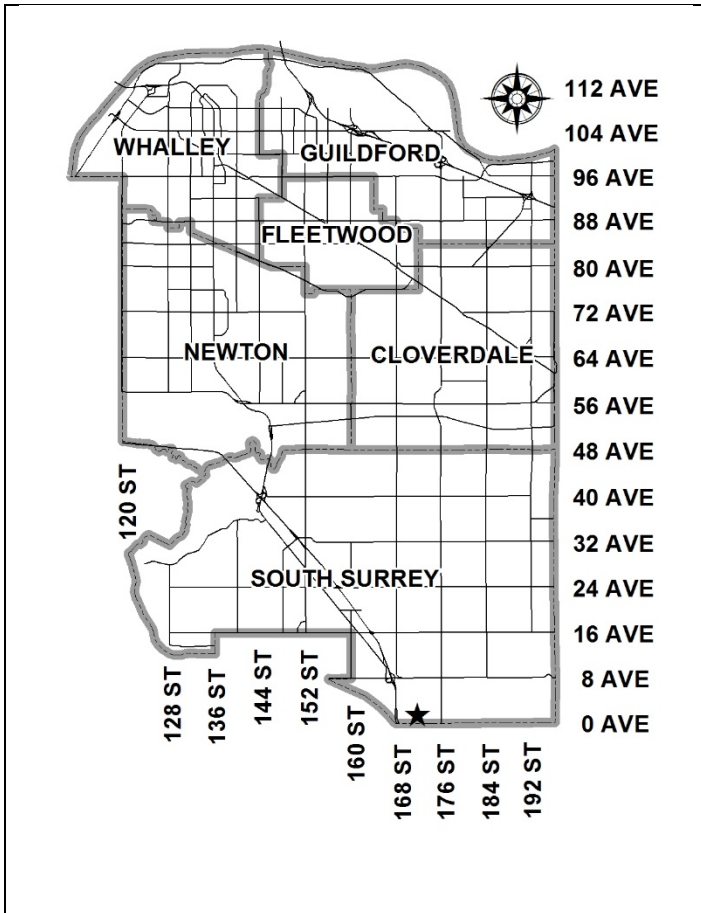 112 AVE
104 AVE
WHALLEY
GUILDFORD
96 AVE
88 AVE
FLEETWOOD
80 AVE
72 AVE
NEWTON
CLOVERDALE
64 AVE
56 AVE
48 AVE
120 ST
40 AVE
32 AVE
SOUTH SURREY
24 AVE
16 AVE
128 ST
136 ST
144 ST
152 ST
8 AVE
160 ST
0 AVE
168 ST
176 ST
184 ST
192 ST